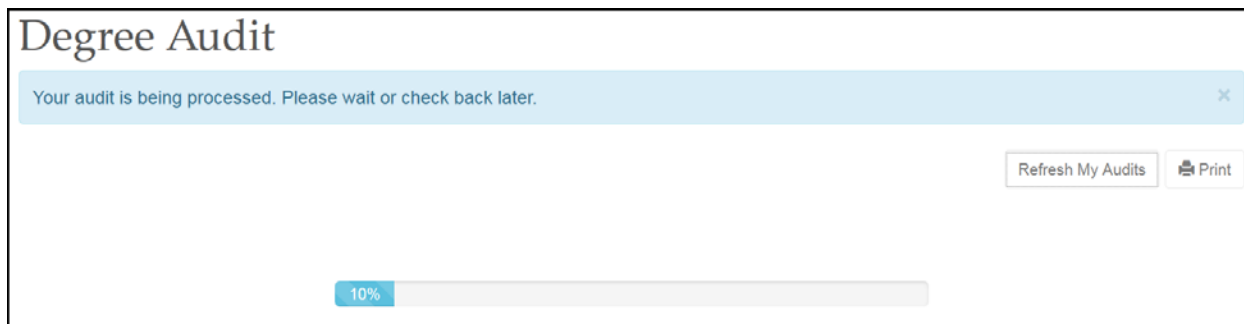 Degree Audit
Your audit is being processed. Please wait or check back later.
×
Refresh My Audits Print
10%